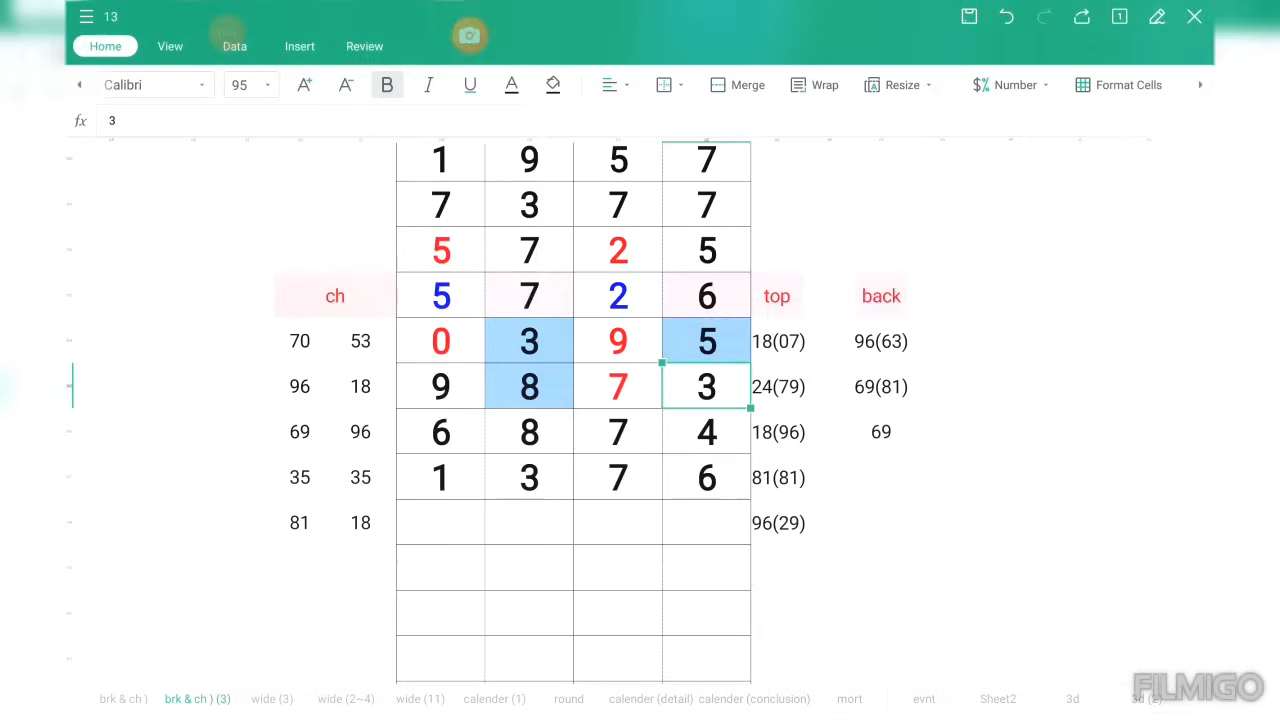 13
Home View Data Insert Review
Calibri 95 A+ A- B I U A Merge Wrap Resize $% Number Format Cells
fx 3
1 9 5 7
7 3 7 7
5 7 2 5
ch 5 7 2 6 top back
70 53 0 3 9 5 18(07) 96(63)
96 18 9 8 7 3 24(79) 69(81)
69 96 6 8 7 4 18(96) 69
35 35 1 3 7 6 81(81)
81 18 96(29)
brk & ch ) brk & ch ) (3) wide (3) wide (2~4) wide (11) calender (1) round calender (detail) calender (conclusion) mort evnt Sheet2 3d 3d (2)
FILMIGO